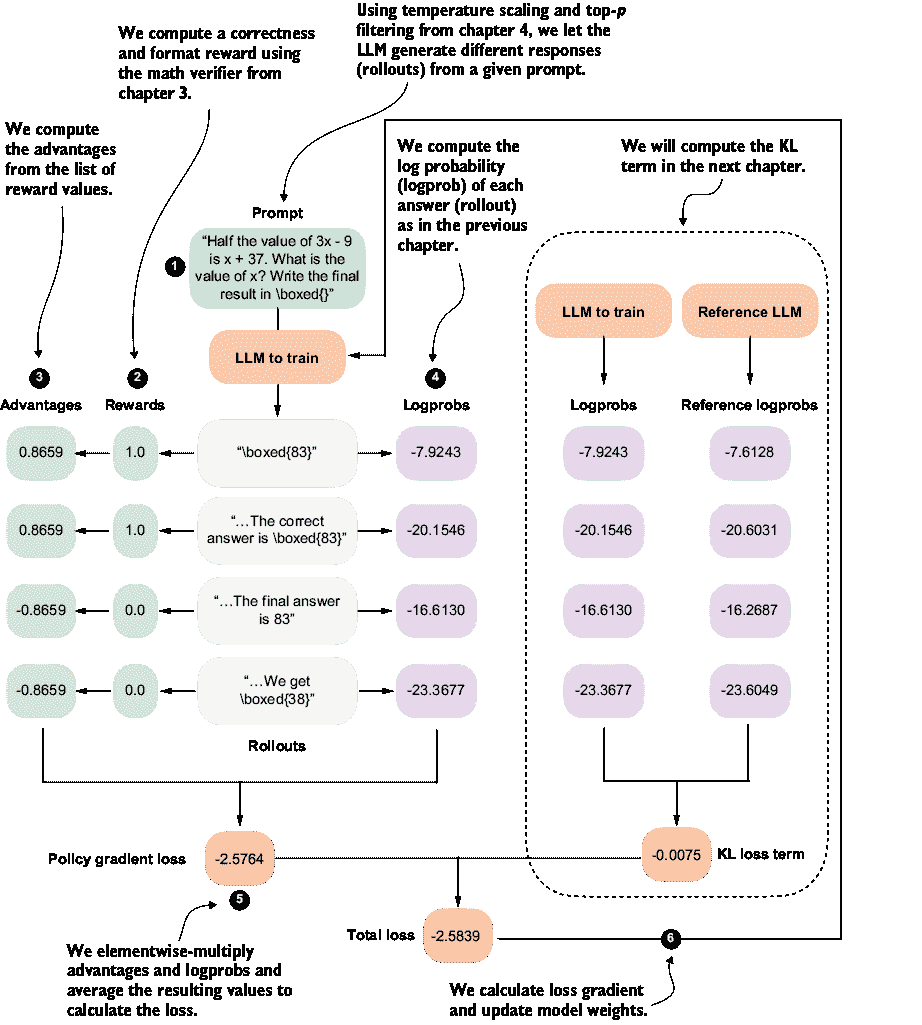 Using temperature scaling and top-p
filtering from chapter 4, we let the
LLM generate different responses
(rollouts) from a given prompt.
We compute a correctness
and format reward using
the math verifier from
chapter 3.
We compute
the advantages
from the list of
reward values.
We compute the
log probability
(logprob) of each
answer (rollout)
as in the previous
chapter.
We will compute the KL
term in the next chapter.
Prompt
1
“Half the value of 3x - 9
is x + 37. What is the
value of x? Write the final
result in \boxed{}”
LLM to train
LLM to train
Reference LLM
3
2
4
Advantages
Rewards
Logprobs
Logprobs
Reference logprobs
0.8659
1.0
“\boxed{83}”
-7.9243
-7.9243
-7.6128
0.8659
1.0
“...The correct
answer is \boxed{83}”
-20.1546
-20.1546
-20.6031
-0.8659
0.0
“...The final answer
is 83”
-16.6130
-16.6130
-16.2687
-0.8659
0.0
“...We get
\boxed{38}”
-23.3677
-23.3677
-23.6049
Rollouts
Policy gradient loss
-2.5764
-0.0075
KL loss term
5
Total loss
-2.5839
6
We elementwise-multiply
advantages and logprobs and
average the resulting values to
calculate the loss.
We calculate loss gradient
and update model weights.